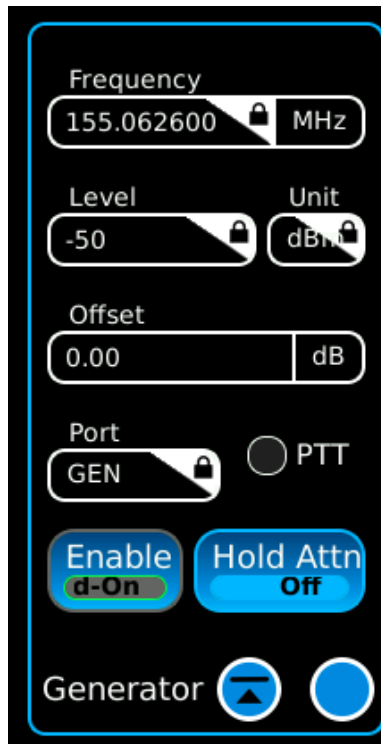 Frequency
155.062600 MHz
Level Unit
-50 dBm
Offset
0.00 dB
Port
GEN PTT
Enable Hold Attn
d-On Off
Generator